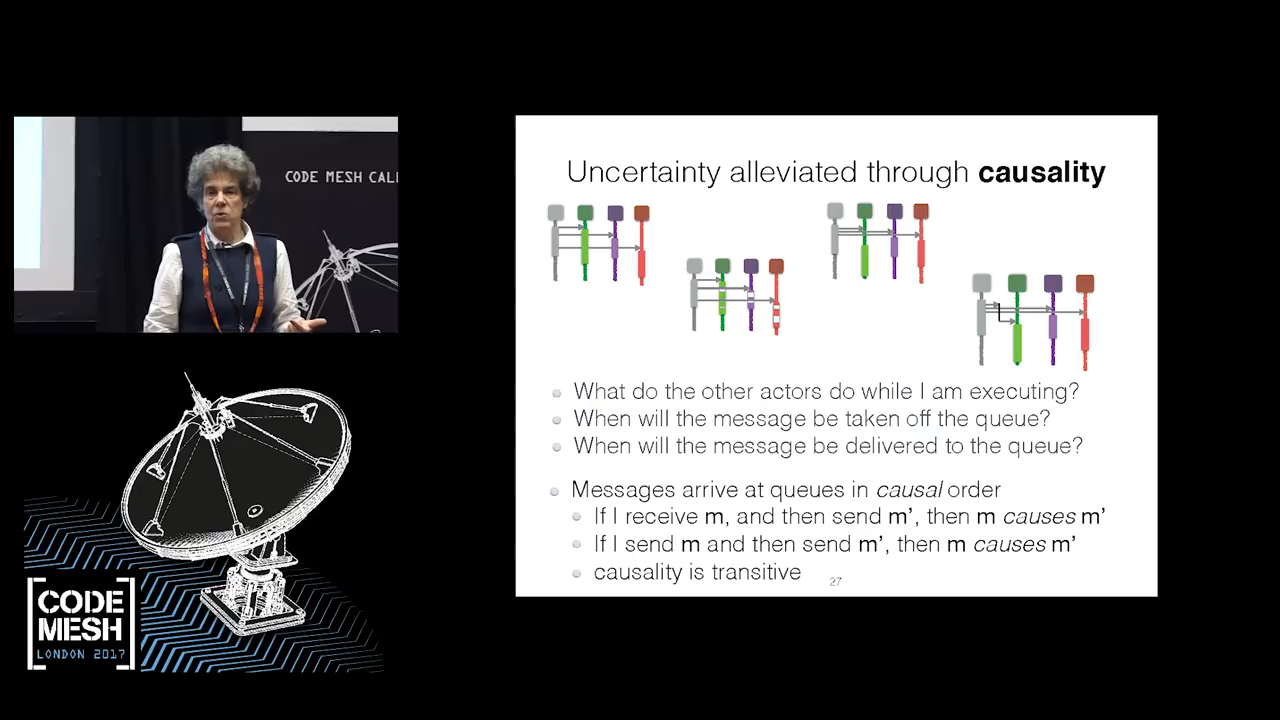 CODE MESH CALL
Uncertainty alleviated through causality
What do the other actors do while I am executing?
When will the message be taken off the queue?
When will the message be delivered to the queue?
Messages arrive at queues in causal order
If I receive m, and then send m’, then m causes m’
If I send m and then send m’, then m causes m’
causality is transitive
27
CODE
MESH
LONDON 2017